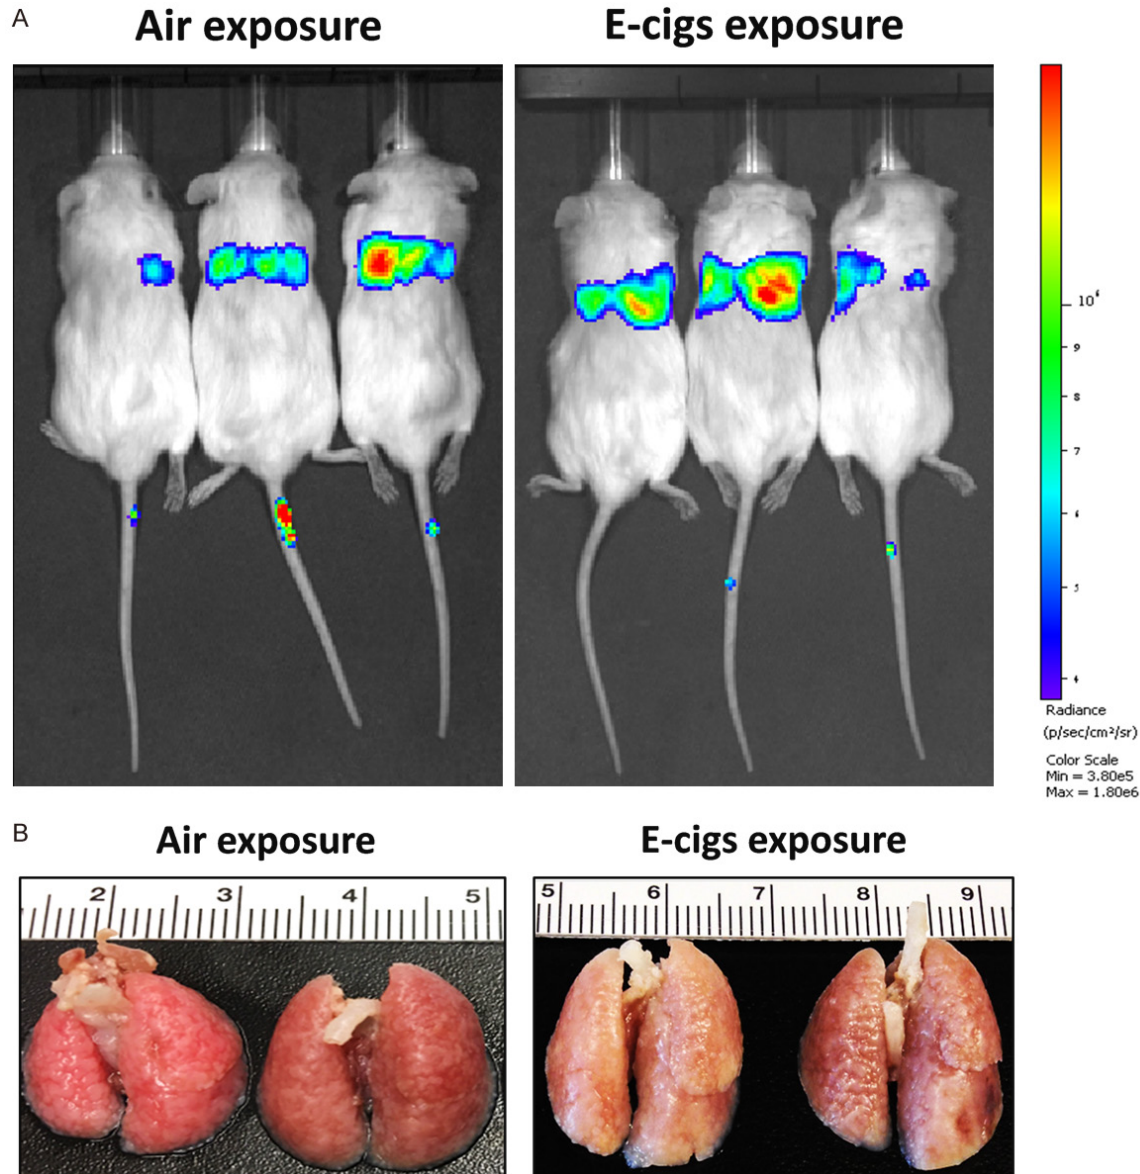 A
Air exposure
E-cigs exposure
10⁶
9
8
7
6
5
4
Radiance
(p/sec/cm²/sr)
Color Scale
Min = 3.80e5
Max = 1.80e6
B
Air exposure
E-cigs exposure
2 3 4 5
5 6 7 8 9